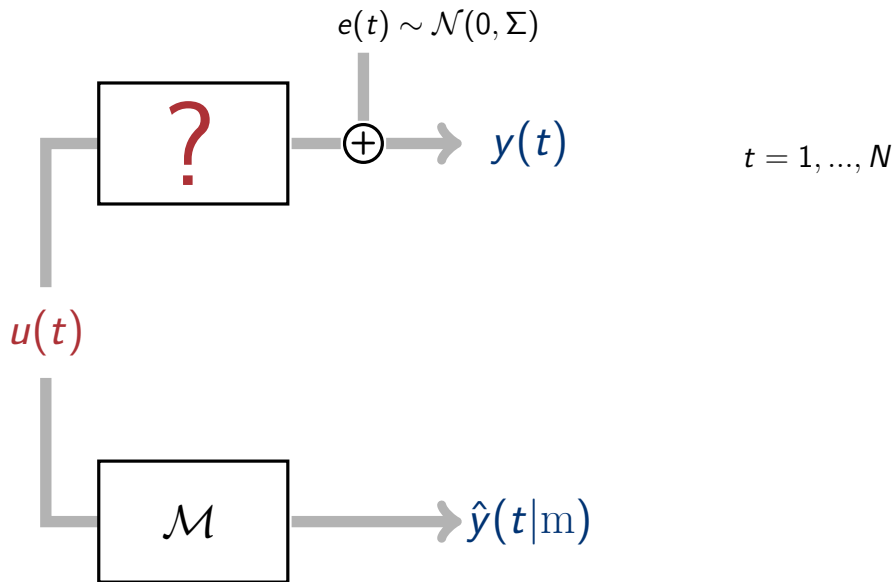 e(t) ∼ 𝒩(0, Σ)
?
+
y(t)
t = 1, ..., N
u(t)
ℳ
ŷ(t|m)